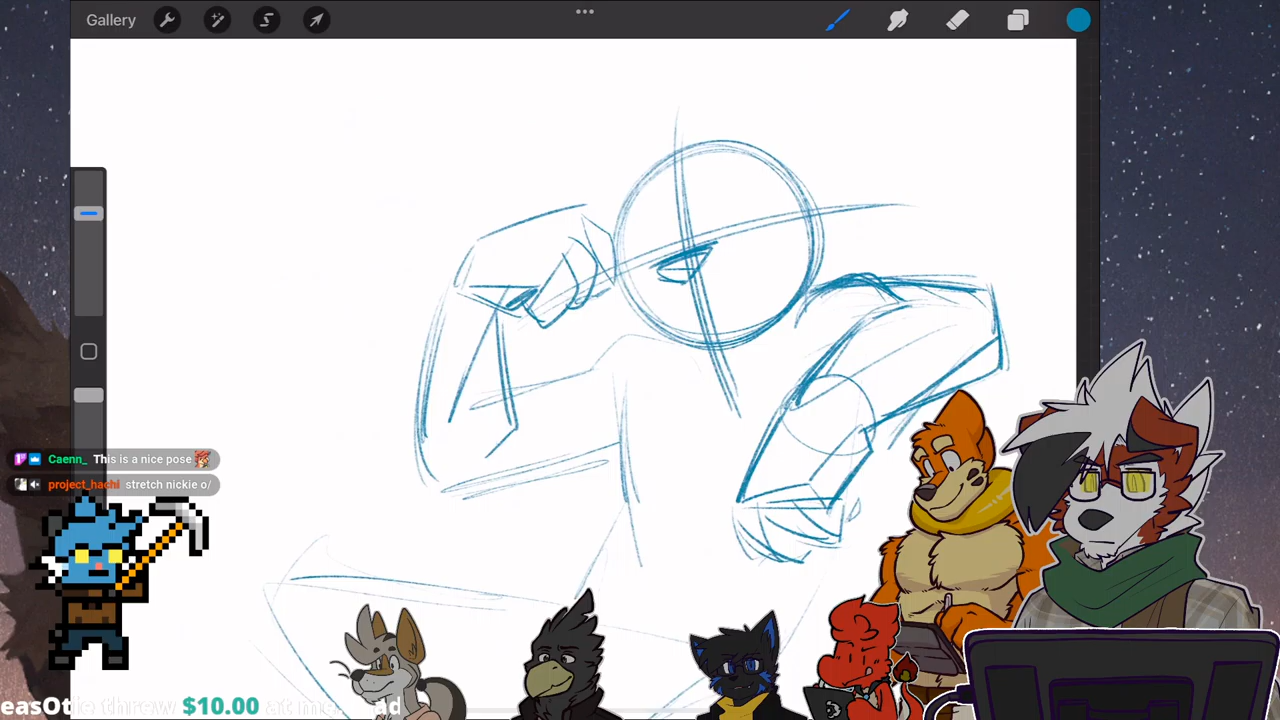 Gallery
Caenn_ This is a nice pose
project_hachi stretch nickie o/
$10.00